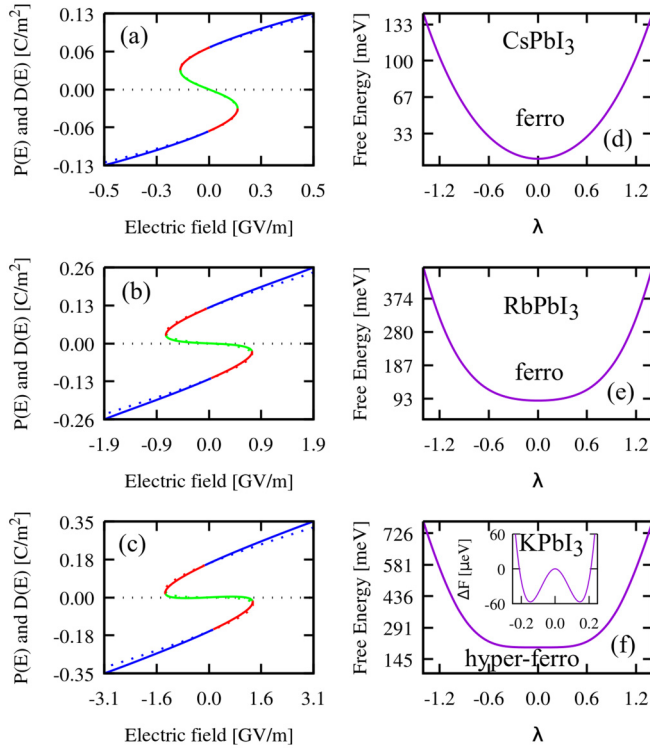 P(E) and D(E) [C/m²]
0.13
0.06
0.00
-0.06
-0.13
(a)
-0.5 -0.3 0.0 0.3 0.5
Electric field [GV/m]
Free Energy [meV]
133
100
67
33
CsPbI₃
ferro
(d)
-1.2 -0.6 0.0 0.6 1.2
λ
P(E) and D(E) [C/m²]
0.26
0.13
0.00
-0.13
-0.26
(b)
-1.9 -0.9 0.0 0.9 1.9
Electric field [GV/m]
Free Energy [meV]
374
280
187
93
RbPbI₃
ferro
(e)
-1.2 -0.6 0.0 0.6 1.2
λ
P(E) and D(E) [C/m²]
0.35
0.18
0.00
-0.18
-0.35
(c)
-3.1 -1.6 0.0 1.6 3.1
Electric field [GV/m]
Free Energy [meV]
726
581
436
291
145
ΔF [μeV]
60
0
-60
KPbI₃
-0.2 0.0 0.2
hyper-ferro
(f)
-1.2 -0.6 0.0 0.6 1.2
λ